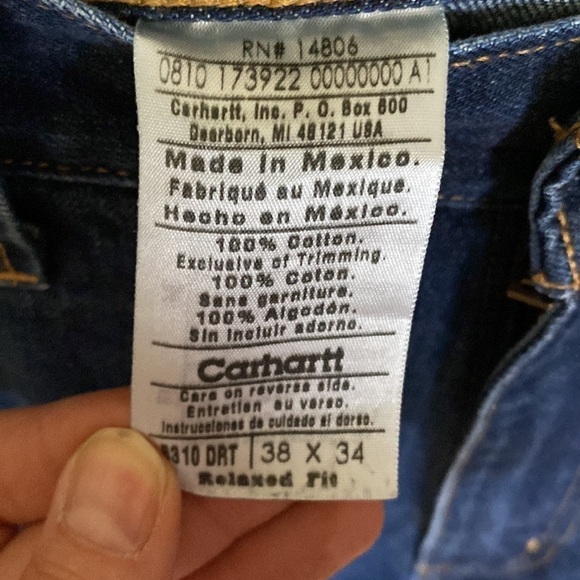 RN# 14806
0810 173922 00000000 A1
Carhartt, Inc. P. O. Box 600
Dearborn, MI 48121 USA
Made in Mexico.
Fabriqué au Mexique.
Hecho en México.
100% Cotton.
Exclusive of Trimming.
100% Coton.
Sans garniture.
100% Algodón.
Sin incluir adorno.
Carhartt
Care on reverse side.
Entretien au verso.
Instrucciones de cuidado al dorso.
310 DRT 38 X 34
Relaxed Fit